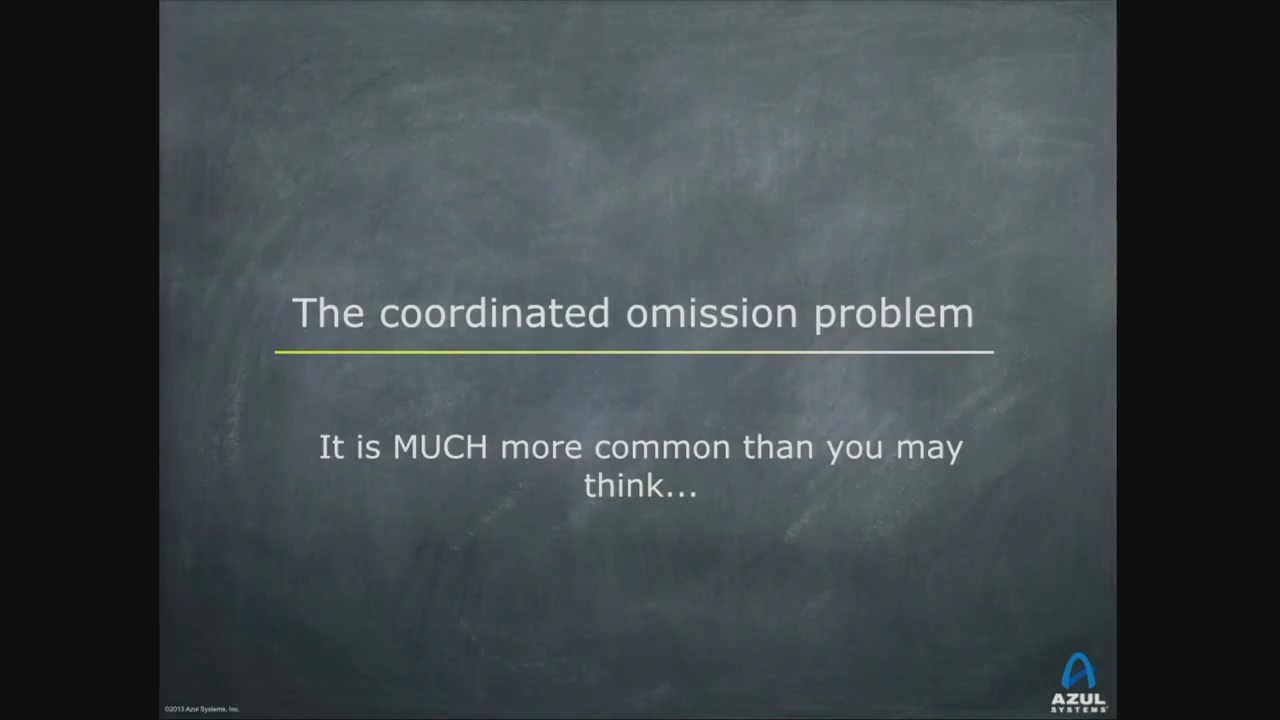 The coordinated omission problem
It is MUCH more common than you may
think...
©2013 Azul Systems, Inc.
AZUL
SYSTEMS